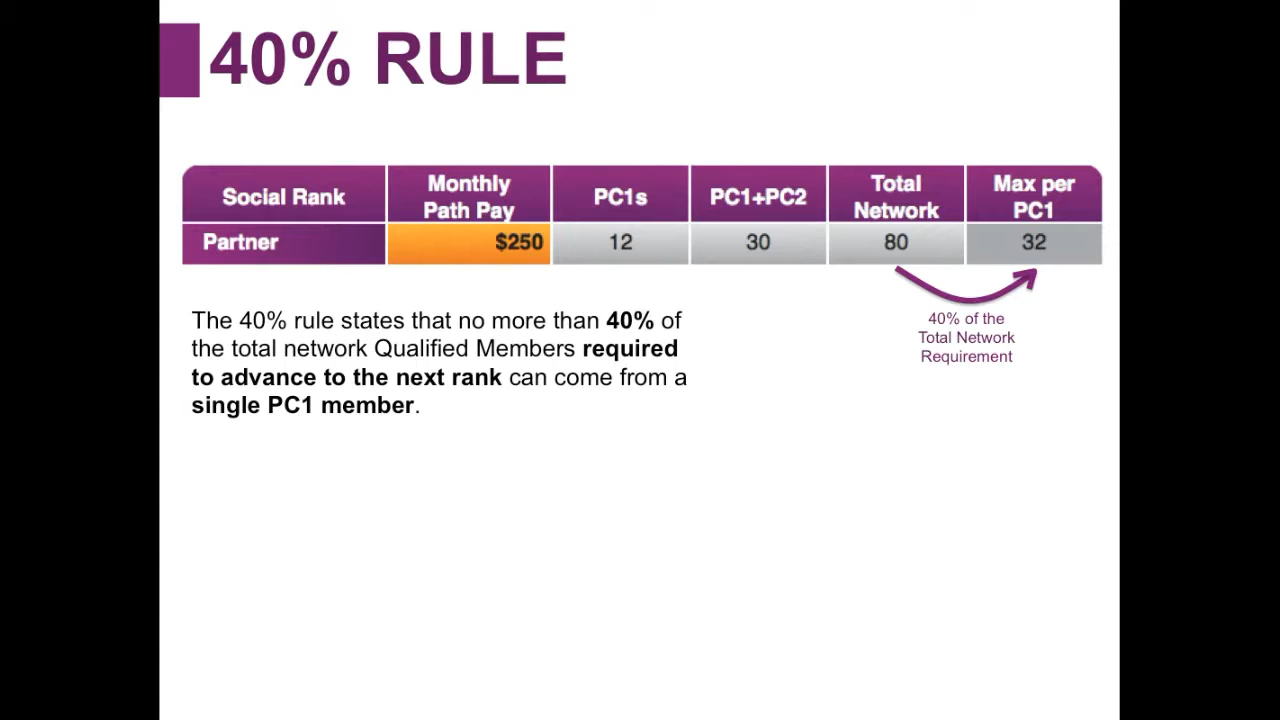 40% RULE
Social Rank
Monthly
Path Pay
PC1s
PC1+PC2
Total
Network
Max per
PC1
Partner
$250
12
30
80
32
The 40% rule states that no more than 40% of
the total network Qualified Members required
to advance to the next rank can come from a
single PC1 member.
40% of the
Total Network
Requirement